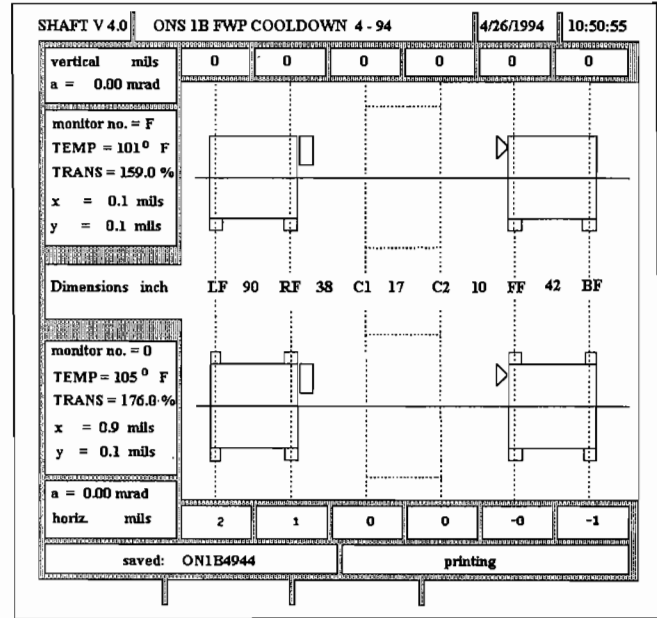 SHAFT V 4.0 ONS 1B FWP COOLDOWN 4 - 94 4/26/1994 10:50:55
vertical mils 0 0 0 0 0 0
a = 0.00 mrad
monitor no. = F
TEMP = 101⁰ F
TRANS = 159.0 %
x = 0.1 mils
y = 0.1 mils
Dimensions inch LF 90 RF 38 C1 17 C2 10 FF 42 BF
monitor no. = 0
TEMP = 105⁰ F
TRANS = 176.8 %
x = 0.9 mils
y = 0.1 mils
a = 0.00 mrad
horiz. mils 2 1 0 0 -0 -1
saved: ON1B4944 printing